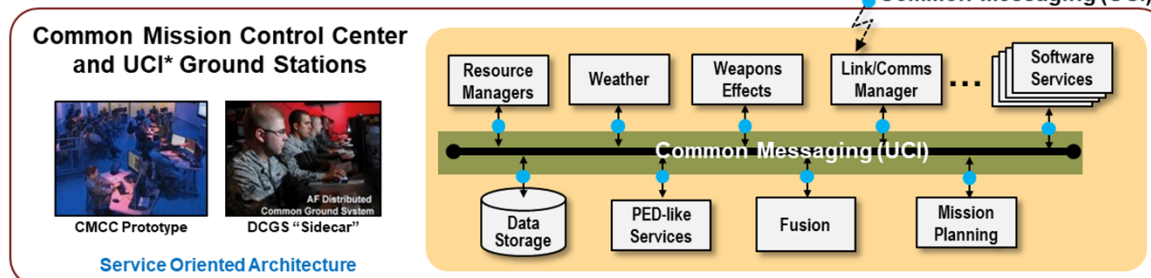 Common Messaging (UCI)
Common Mission Control Center
and UCI* Ground Stations
AF Distributed
Common Ground System
CMCC Prototype
DCGS “Sidecar”
Service Oriented Architecture
Resource
Managers
Weather
Weapons
Effects
Link/Comms
Manager
...
Software
Services
Common Messaging (UCI)
Data
Storage
PED-like
Services
Fusion
Mission
Planning